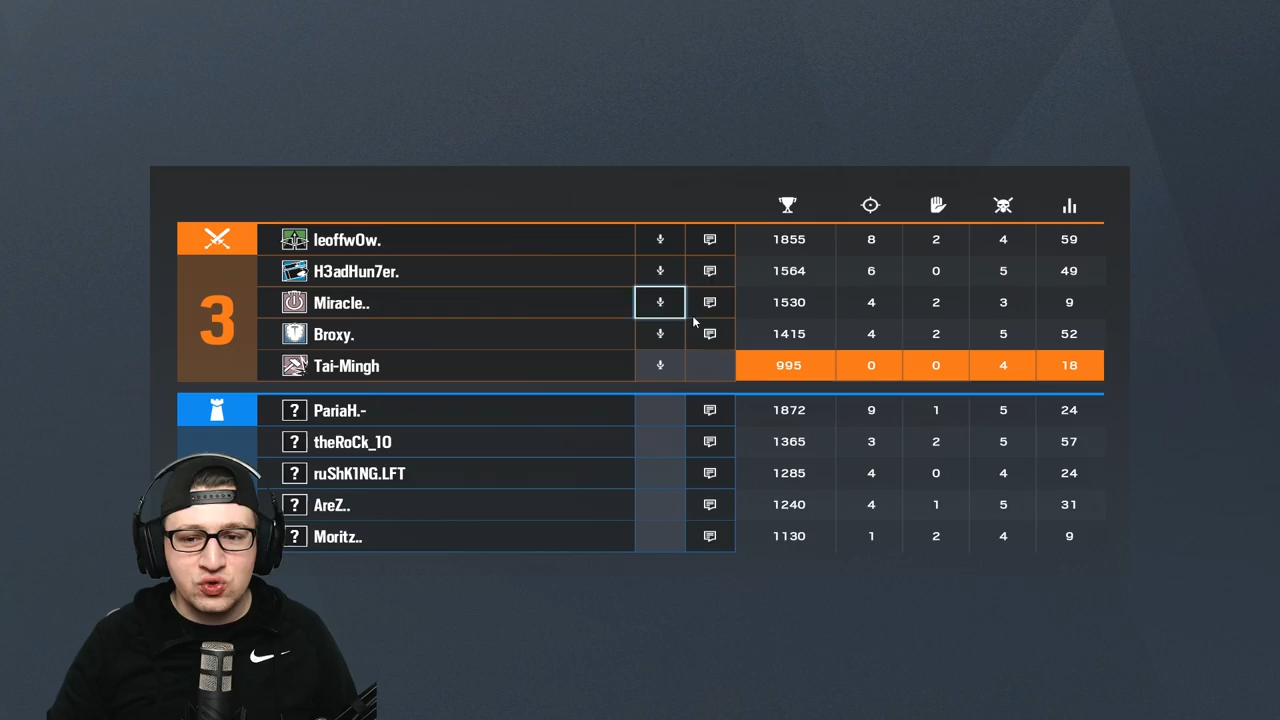 leoffw0w. 1855 8 2 4 59
H3adHun7er. 1564 6 0 5 49
3 Miracle.. 1530 4 2 3 9
Broxy. 1415 4 2 5 52
Tai-Mingh 995 0 0 4 18
? PariaH.- 1872 9 1 5 24
? theRoCk_10 1365 3 2 5 57
? ruShK1NG.LFT 1285 4 0 4 24
? AreZ.. 1240 4 1 5 31
? Moritz.. 1130 1 2 4 9